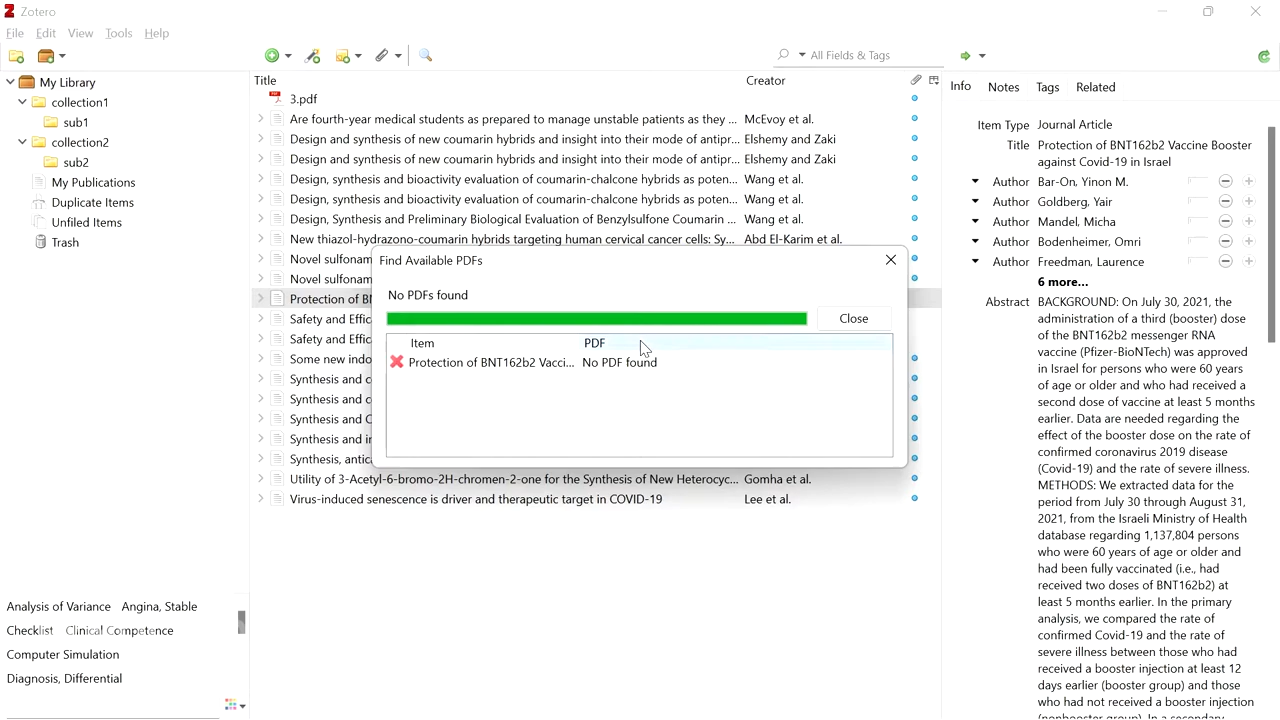 Zotero
File Edit View Tools Help
All Fields & Tags
My Library
collection1
sub1
collection2
sub2
My Publications
Duplicate Items
Unfiled Items
Trash
Analysis of Variance Angina, Stable
Checklist Clinical Competence
Computer Simulation
Diagnosis, Differential
Title Creator
3.pdf
Are fourth-year medical students as prepared to manage unstable patients as they ... McEvoy et al.
Design and synthesis of new coumarin hybrids and insight into their mode of antipr... Elshemy and Zaki
Design and synthesis of new coumarin hybrids and insight into their mode of antipr... Elshemy and Zaki
Design, synthesis and bioactivity evaluation of coumarin-chalcone hybrids as poten... Wang et al.
Design, synthesis and bioactivity evaluation of coumarin-chalcone hybrids as poten... Wang et al.
Design, Synthesis and Preliminary Biological Evaluation of Benzylsulfone Coumarin ... Wang et al.
New thiazol-hydrazono-coumarin hybrids targeting human cervical cancer cells: Sy... Abd El-Karim et al.
Novel sulfonam
Novel sulfonam
Protection of BN
Safety and Effic
Safety and Effic
Some new indo
Synthesis and c
Synthesis and c
Synthesis and C
Synthesis and in
Synthesis, antic
Utility of 3-Acetyl-6-bromo-2H-chromen-2-one for the Synthesis of New Heterocyc... Gomha et al.
Virus-induced senescence is driver and therapeutic target in COVID-19 Lee et al.
Find Available PDFs
No PDFs found
Close
Item PDF
Protection of BNT162b2 Vacci... No PDF found
Info Notes Tags Related
Item Type Journal Article
Title Protection of BNT162b2 Vaccine Booster
against Covid-19 in Israel
Author Bar-On, Yinon M.
Author Goldberg, Yair
Author Mandel, Micha
Author Bodenheimer, Omri
Author Freedman, Laurence
6 more...
Abstract BACKGROUND: On July 30, 2021, the
administration of a third (booster) dose
of the BNT162b2 messenger RNA
vaccine (Pfizer-BioNTech) was approved
in Israel for persons who were 60 years
of age or older and who had received a
second dose of vaccine at least 5 months
earlier. Data are needed regarding the
effect of the booster dose on the rate of
confirmed coronavirus 2019 disease
(Covid-19) and the rate of severe illness.
METHODS: We extracted data for the
period from July 30 through August 31,
2021, from the Israeli Ministry of Health
database regarding 1,137,804 persons
who were 60 years of age or older and
had been fully vaccinated (i.e., had
received two doses of BNT162b2) at
least 5 months earlier. In the primary
analysis, we compared the rate of
confirmed Covid-19 and the rate of
severe illness between those who had
received a booster injection at least 12
days earlier (booster group) and those
who had not received a booster injection
(nonbooster group). In a secondary